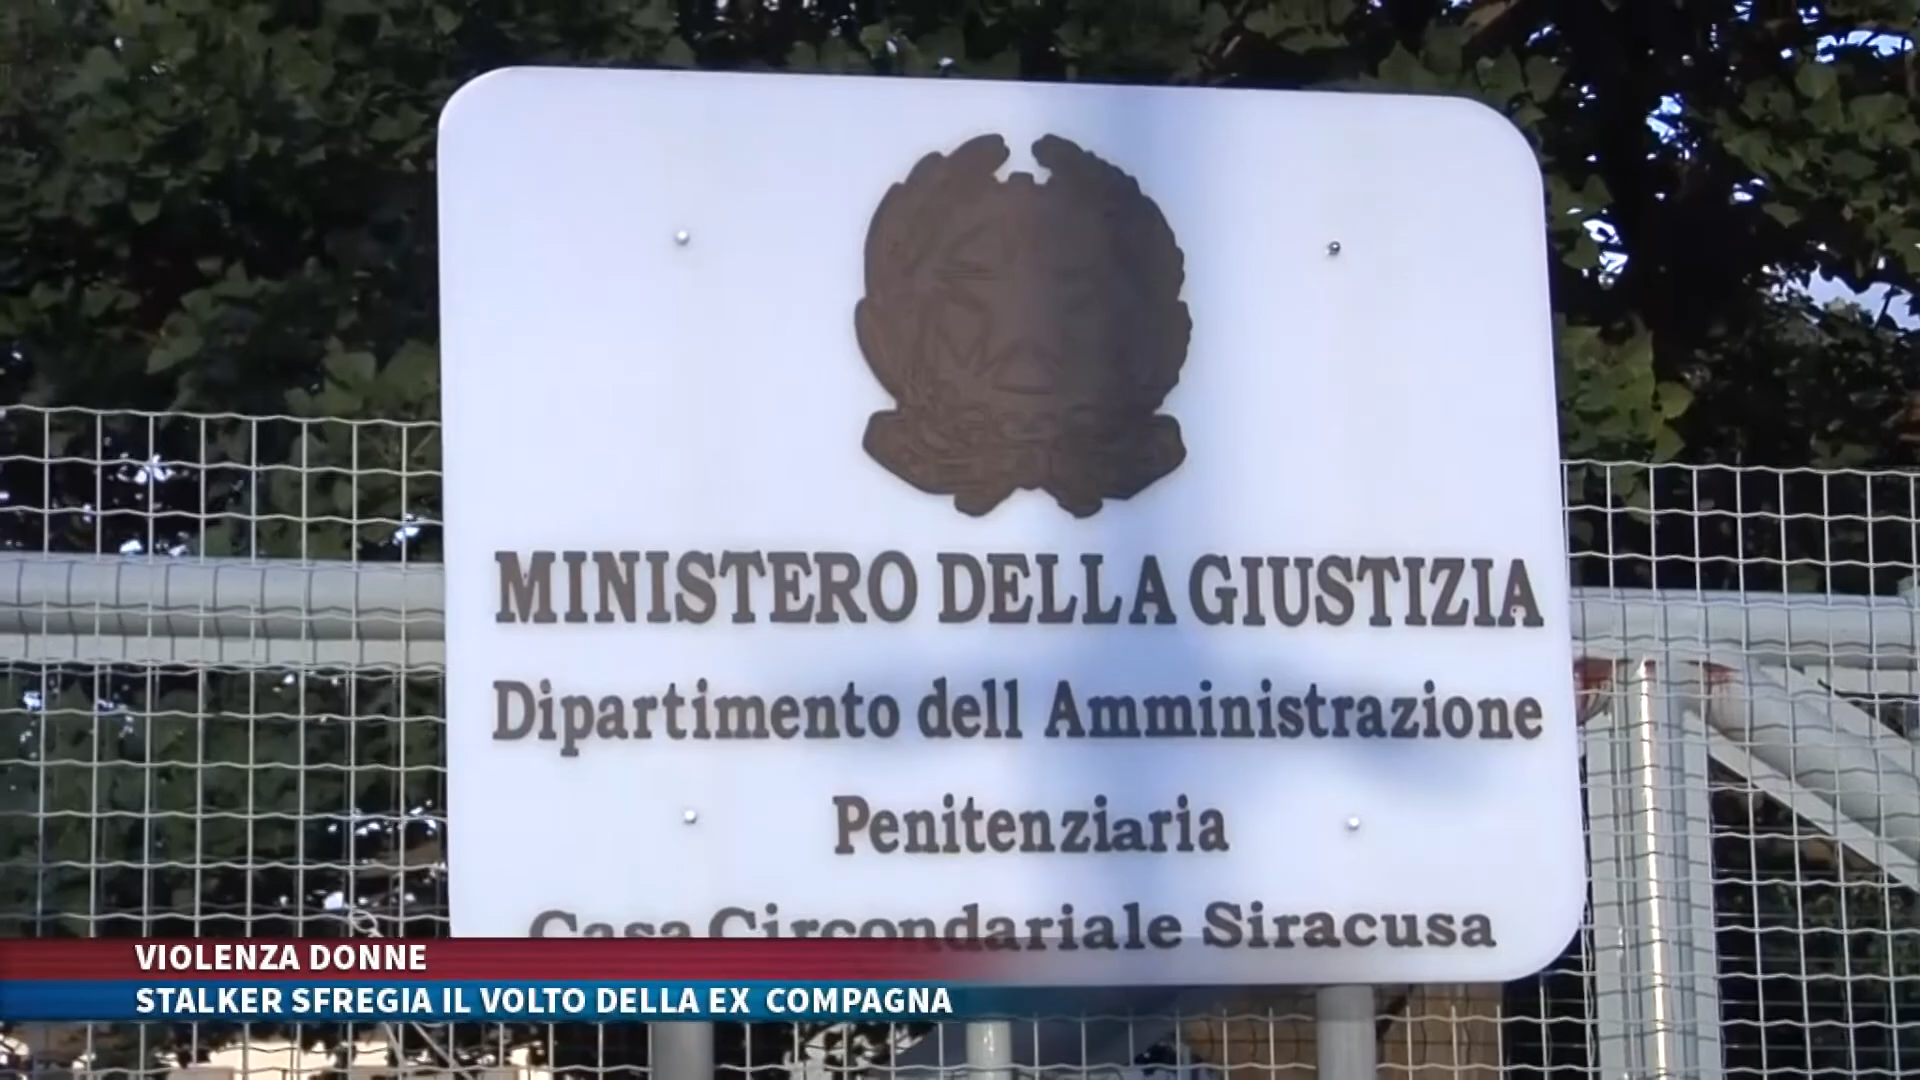 MINISTERO DELLA GIUSTIZIA
Dipartimento dell Amministrazione
Penitenziaria
Casa Circondariale Siracusa
VIOLENZA DONNE
STALKER SFREGIA IL VOLTO DELLA EX COMPAGNA